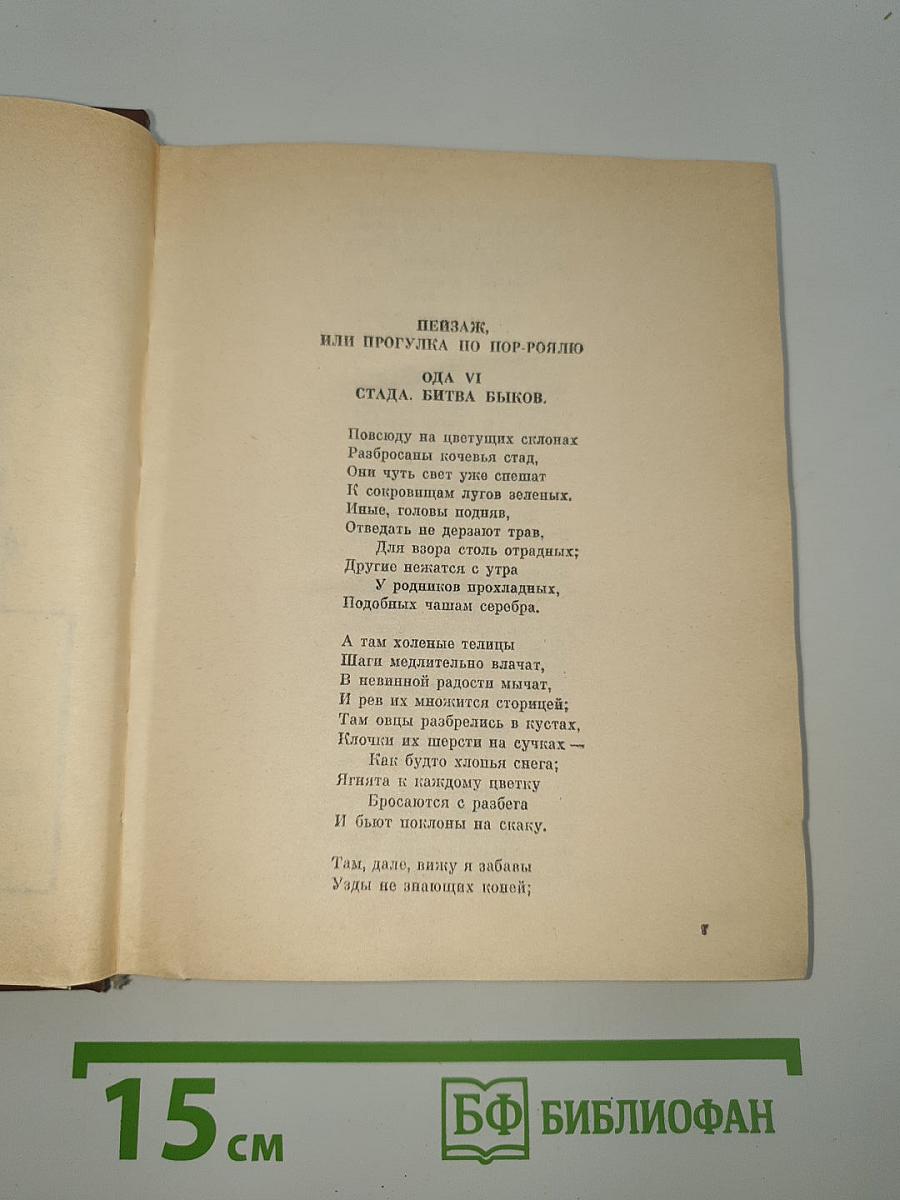 ПЕЙЗАЖ,
ИЛИ ПРОГУЛКА ПО ПОР-РОЯЛЮ
ОДА VI
СТАДА. БИТВА БЫКОВ.
Повсюду на цветущих склонах
Разбросаны кочевья стад,
Они чуть свет уже спешат
К сокровищам лугов зеленых.
Иные, головы подняв,
Отведать не дерзают трав,
Для взора столь отрадных;
Другие нежатся с утра
У родников прохладных,
Подобных чашам серебра.
А там холеные телицы
Шаги медлительно влачат,
В невинной радости мычат,
И рев их множится сторицей;
Там овцы разбрелись в кустах,
Клочки их шерсти на сучках —
Как будто хлопья снега;
Ягнята к каждому цветку
Бросаются с разбега
И бьют поклоны на скаку.
Там, дале, вижу я забавы
Узды не знающих коней;
15 см
БФ БИБЛИОФАН